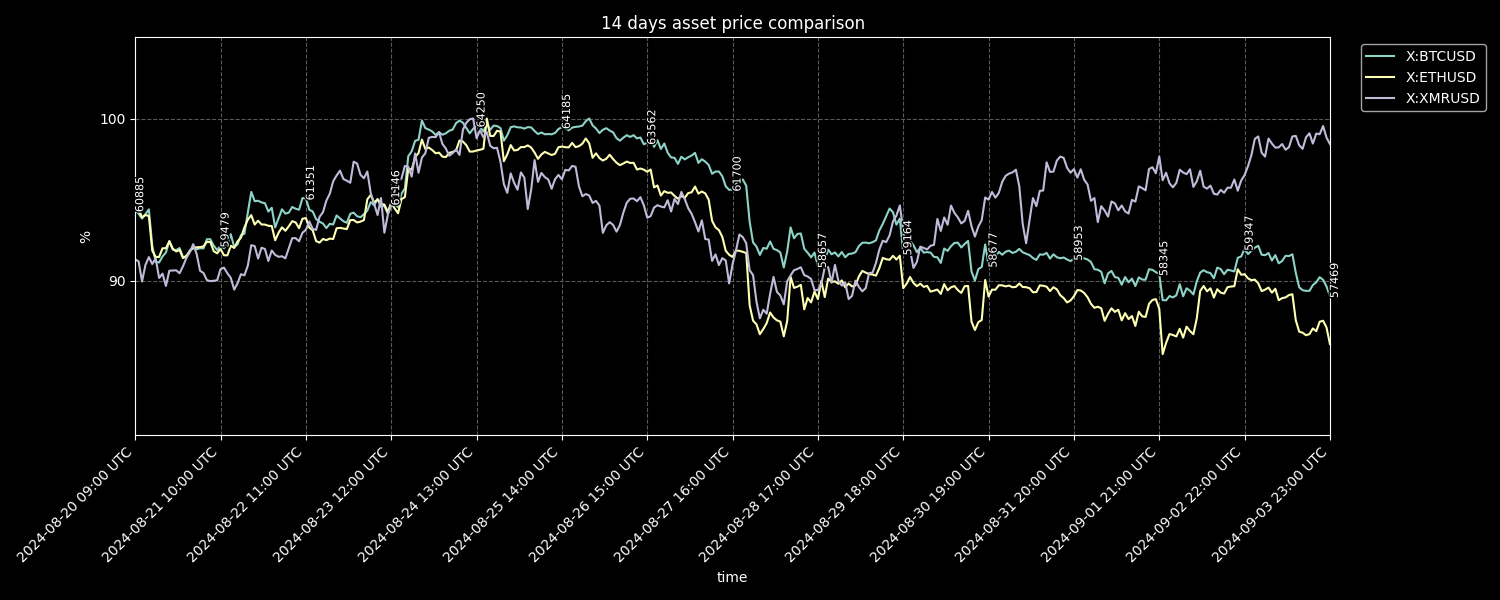 14 days asset price comparison
X:BTCUSD
X:ETHUSD
X:XMRUSD
100
90
%
60885
59479
61351
61146
64250
64185
63562
61700
58557
59164
58677
58953
58345
59347
57469
2024-08-20 09:00 UTC
2024-08-21 10:00 UTC
2024-08-22 11:00 UTC
2024-08-23 12:00 UTC
2024-08-24 13:00 UTC
2024-08-25 14:00 UTC
2024-08-26 15:00 UTC
2024-08-27 16:00 UTC
2024-08-28 17:00 UTC
2024-08-29 18:00 UTC
2024-08-30 19:00 UTC
2024-08-31 20:00 UTC
2024-09-01 21:00 UTC
2024-09-02 22:00 UTC
2024-09-03 23:00 UTC
time